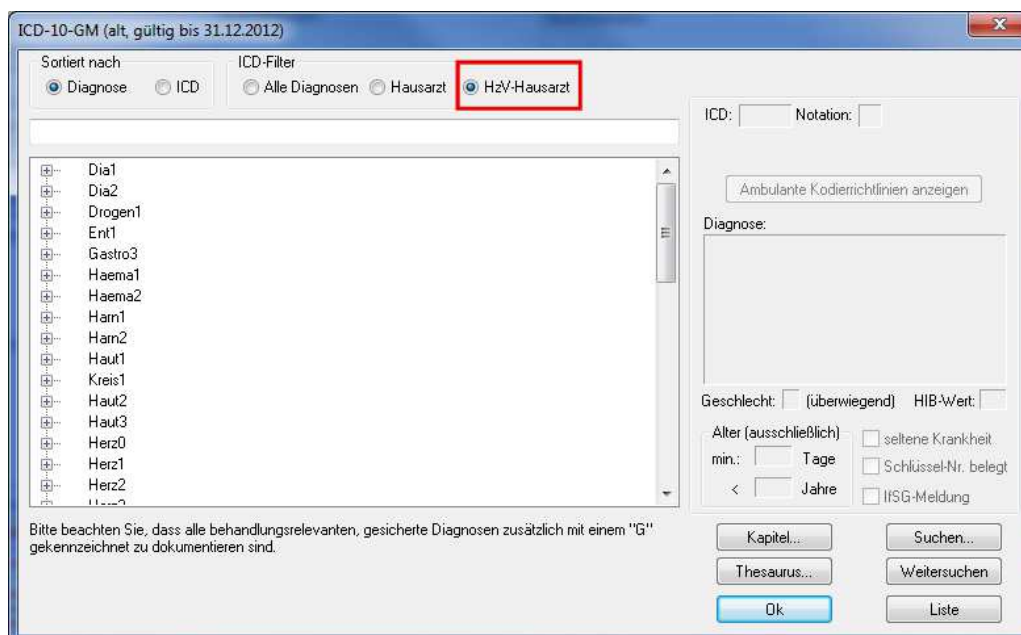 ICD-10-GM (alt, gültig bis 31.12.2012)
Sortiert nach
Diagnose ICD
ICD-Filter
Alle Diagnosen Hausarzt HzV-Hausarzt
Dia1
Dia2
Drogen1
Ent1
Gastro3
Haema1
Haema2
Harn1
Harn2
Haut1
Kreis1
Haut2
Haut3
Herz0
Herz1
Herz2
Bitte beachten Sie, dass alle behandlungsrelevanten, gesicherte Diagnosen zusätzlich mit einem "G"
gekennzeichnet zu dokumentieren sind.
ICD: Notation:
Ambulante Kodierrichtlinien anzeigen
Diagnose:
Geschlecht: (überwiegend) HIB-Wert:
Alter (ausschließlich)
min.: Tage
< Jahre
seltene Krankheit
Schlüssel-Nr. belegt
IfSG-Meldung
Kapitel... Suchen...
Thesaurus... Weitersuchen
Ok Liste